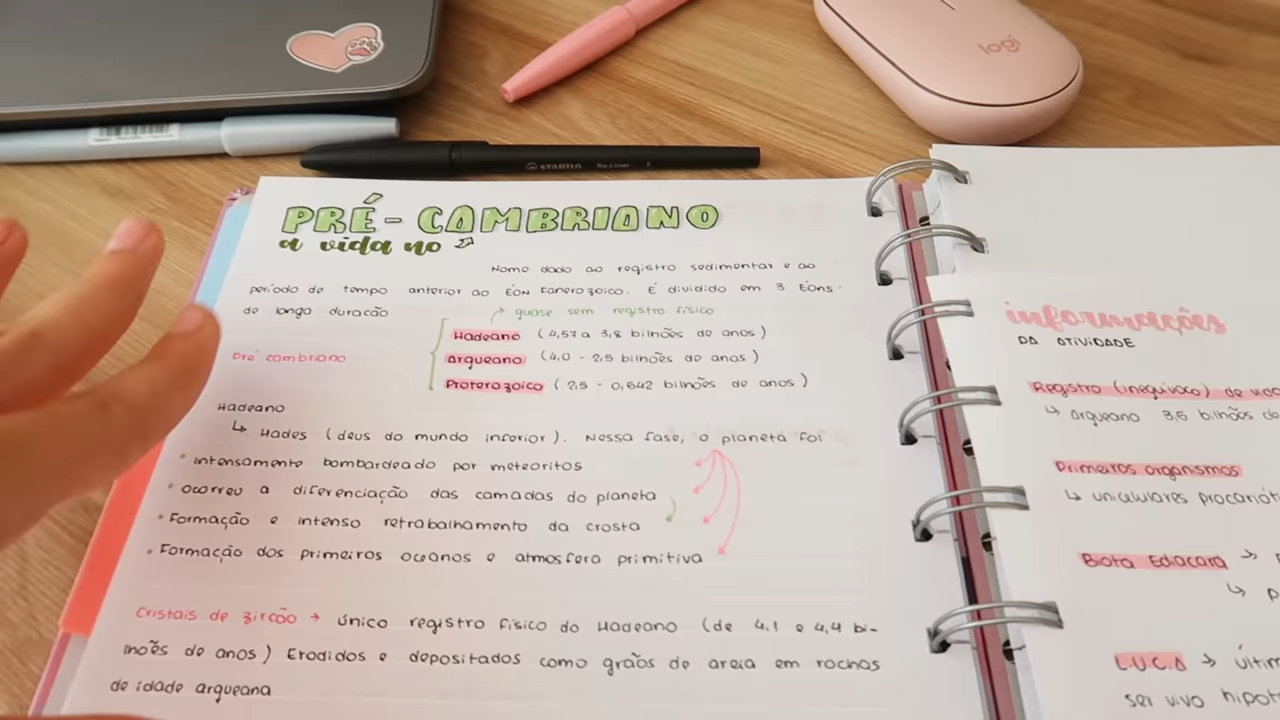 logi
STABILO
PRÉ-CAMBRIANO
a vida no
Nome dado ao registro sedimentar e ao
período de tempo anterior ao Éon Fanerozoico. É dividido em 3 Éons.
de longa duração
quase sem registro físico
Pré cambriano
Hadeano (4,57 a 3,8 bilhões de anos)
Arqueano (4,0 - 2,5 bilhões de anos)
Proterozoico (2,5 - 0,542 bilhões de anos)
Hadeano
↳ Hades (deus do mundo inferior). Nessa fase, o planeta foi
• intensamente bombardeado por meteoritos
• ocorreu a diferenciação das camadas do planeta
• Formação e intenso retrabalhamento da crosta
• Formação dos primeiros oceanos e atmosfera primitiva
Cristais de zircão → único registro físico do Hadeano (de 4,1 e 4,4 bi-
lhões de anos) Erodidos e depositados como grãos de areia em rochas
de idade arqueana
informações
DA ATIVIDADE
Registro (inequívoco) de
↳ Arqueano 3,5 bilhões
Primeiros organismos
↳ unicelulares
Biota Ediacara →
↳
L.U.C.A →
ser vivo